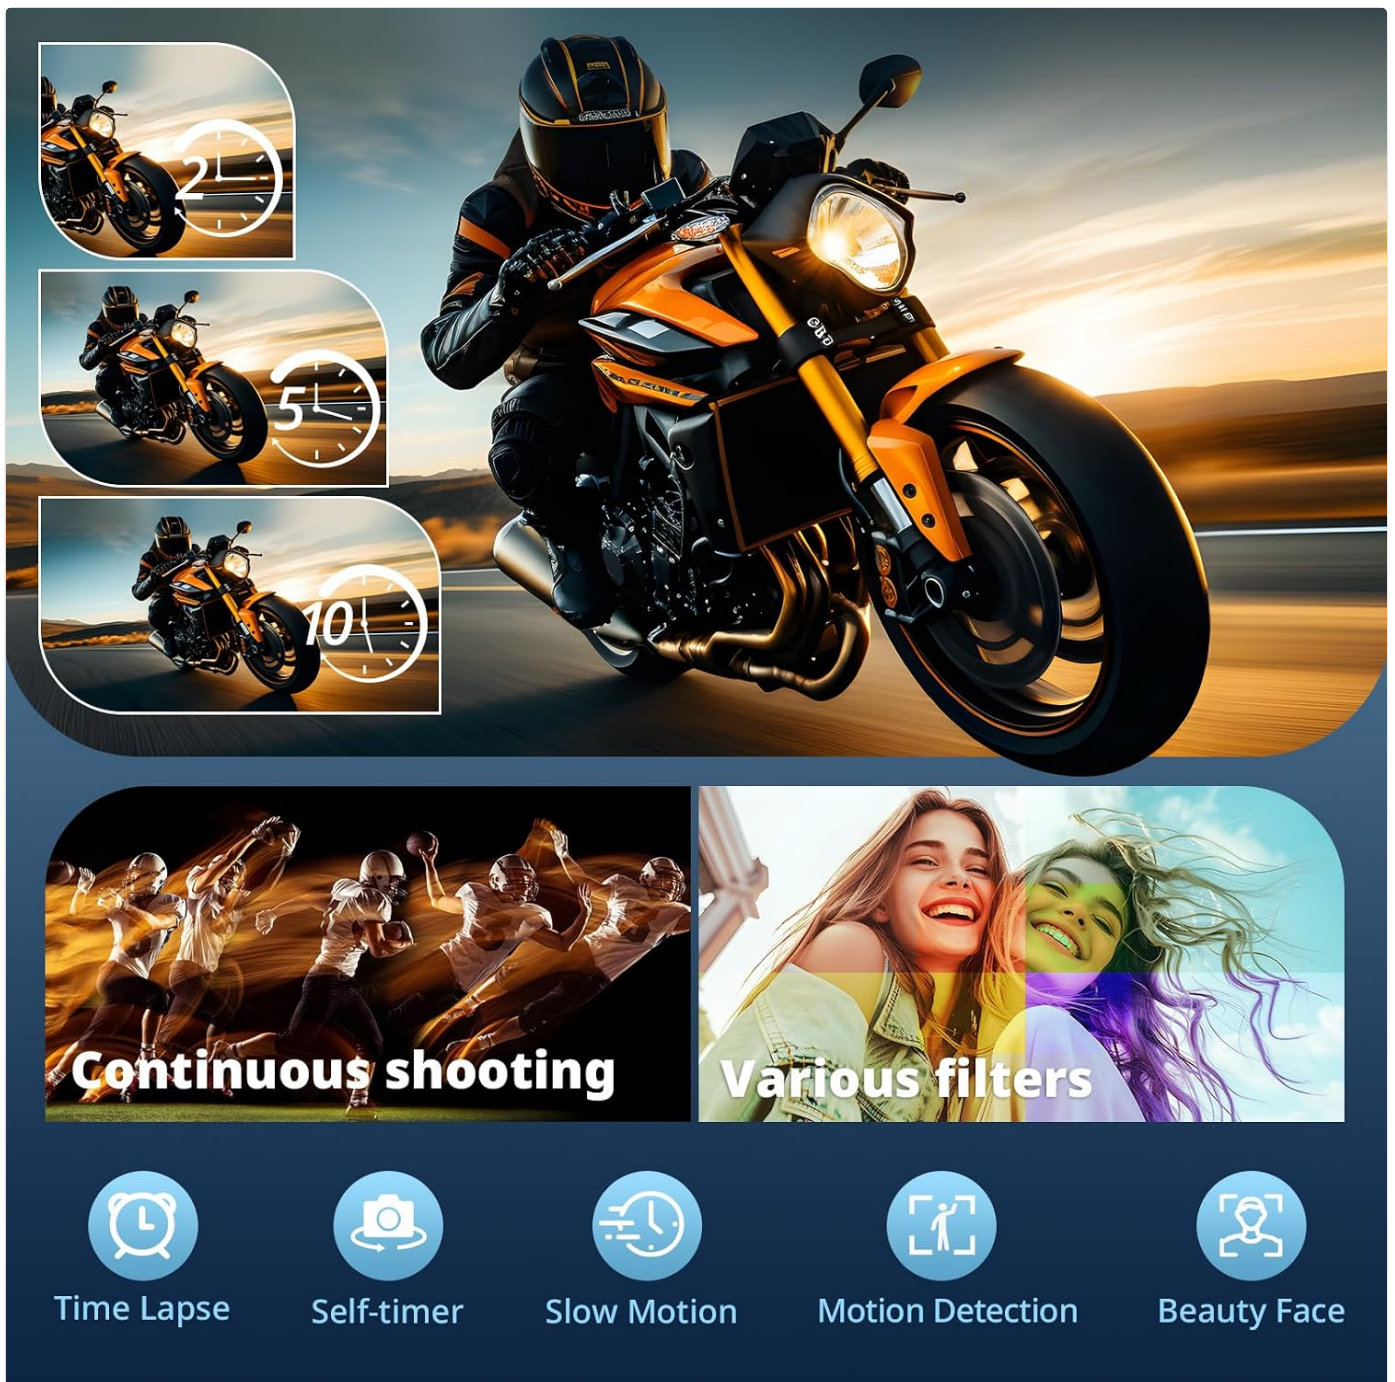 2
5
10
Continuous shooting
Various filters
Time Lapse
Self-timer
Slow Motion
Motion Detection
Beauty Face